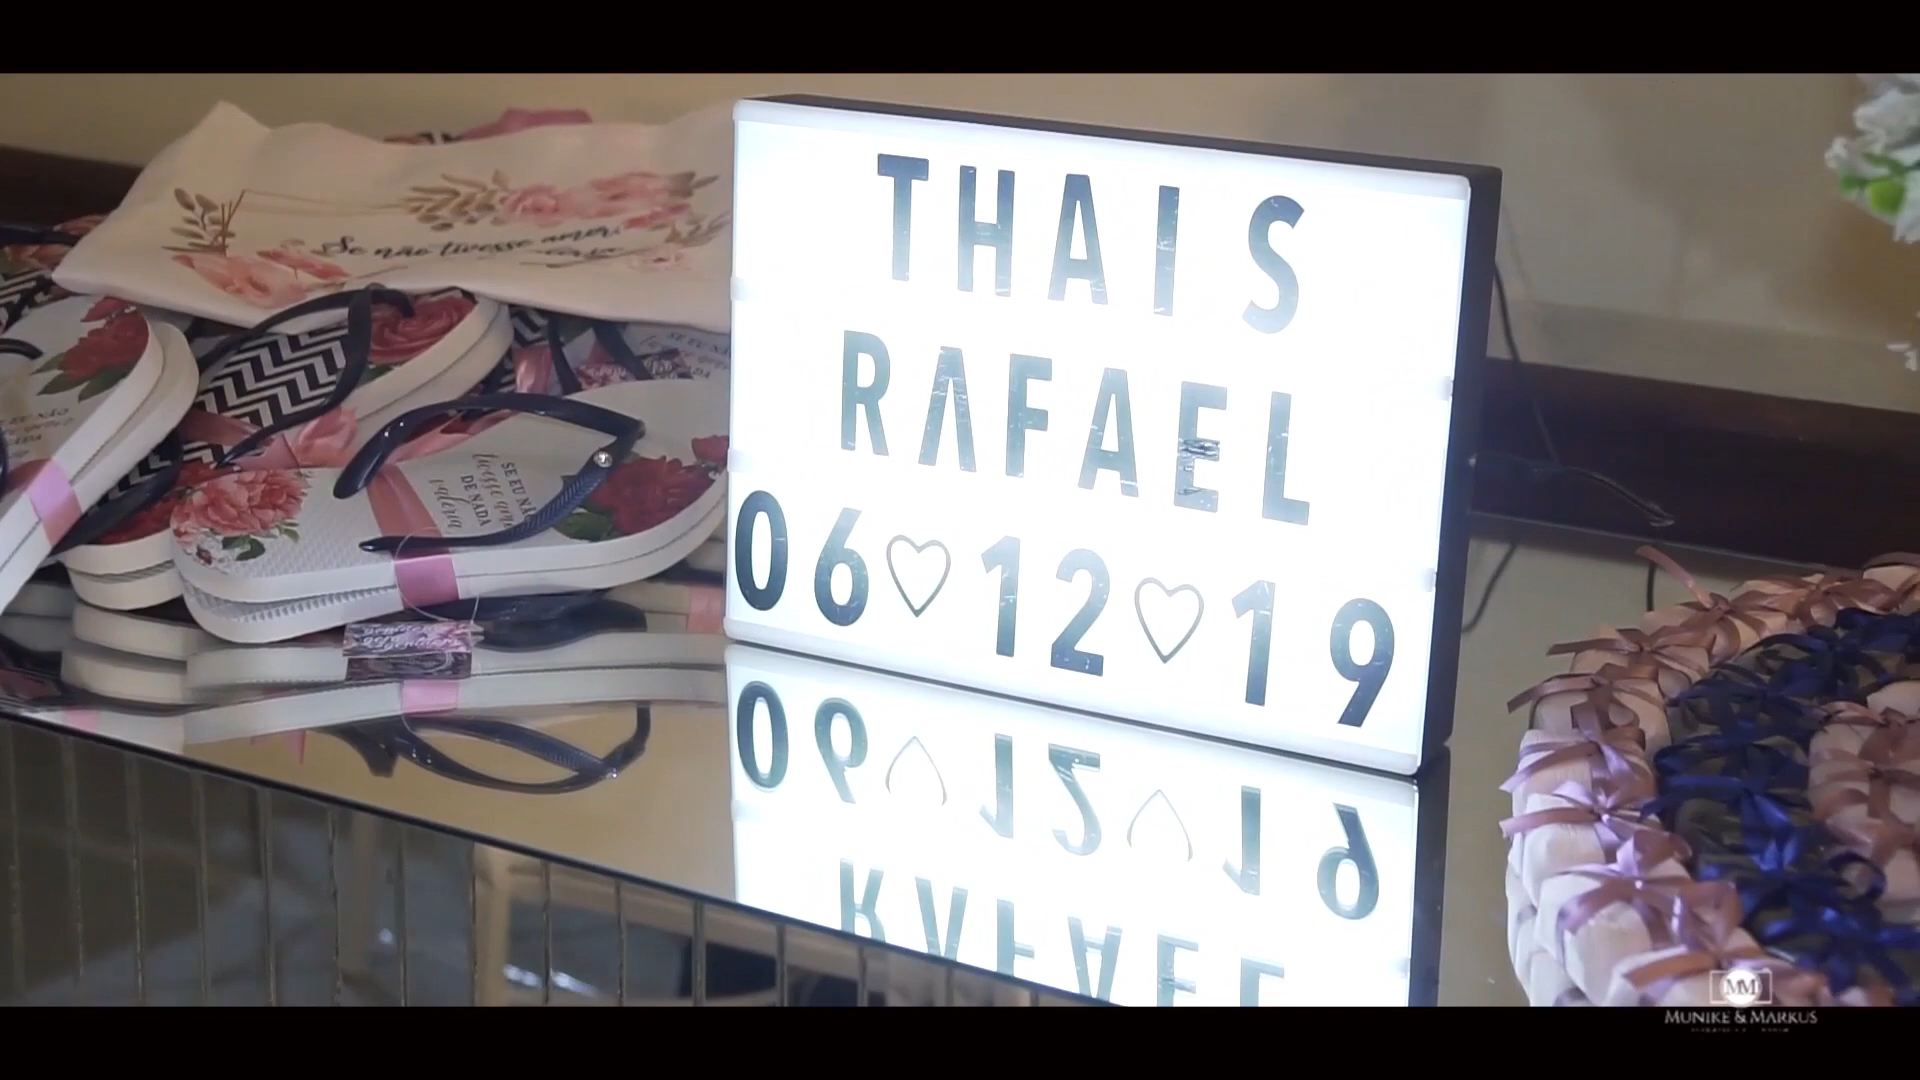 THAIS
RAFAEL
06♡12♡19
Se não tivesse amor,
SE EU NÃO
tivesse amor
DE NADA
valeria
MM
MUNIKE & MARKUS